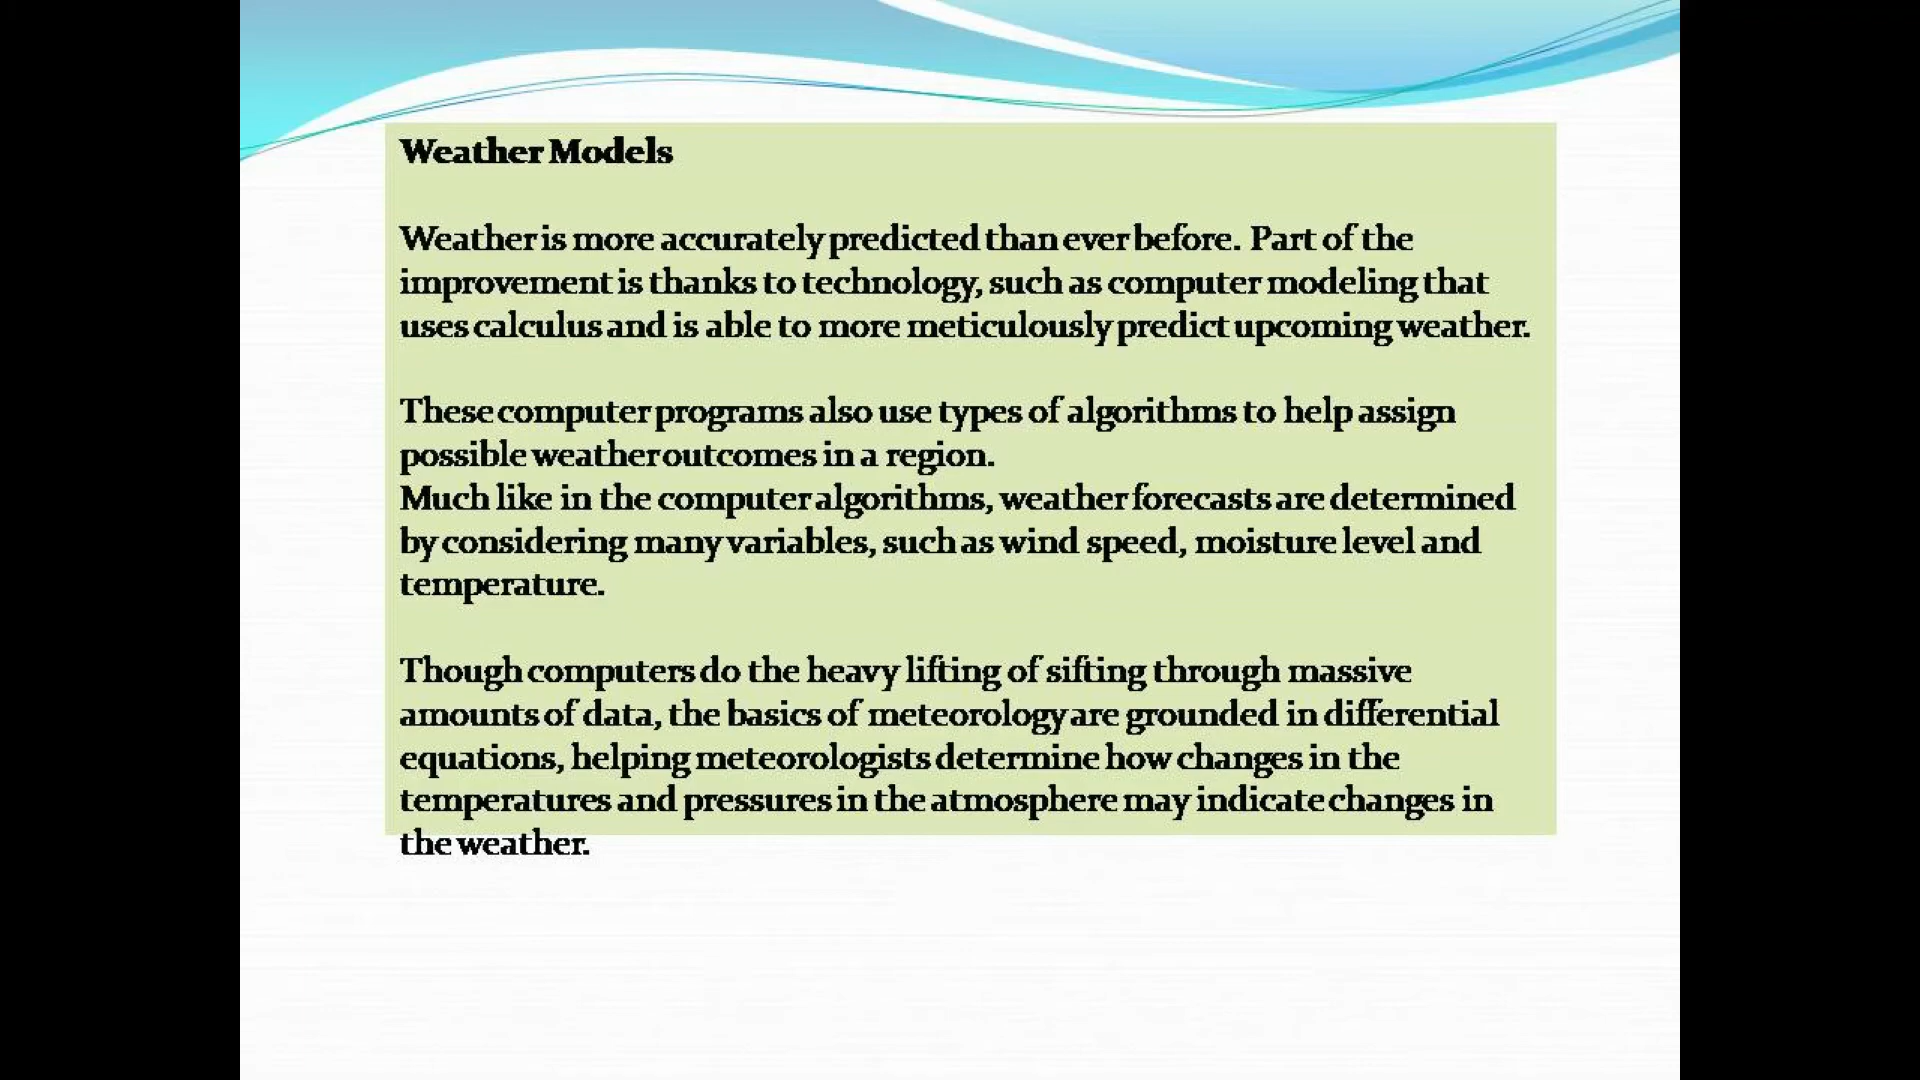 Weather Models
Weather is more accurately predicted than ever before. Part of the
improvement is thanks to technology, such as computer modeling that
uses calculus and is able to more meticulously predict upcoming weather.
These computer programs also use types of algorithms to help assign
possible weather outcomes in a region.
Much like in the computer algorithms, weather forecasts are determined
by considering many variables, such as wind speed, moisture level and
temperature.
Though computers do the heavy lifting of sifting through massive
amounts of data, the basics of meteorology are grounded in differential
equations, helping meteorologists determine how changes in the
temperatures and pressures in the atmosphere may indicate changes in
the weather.